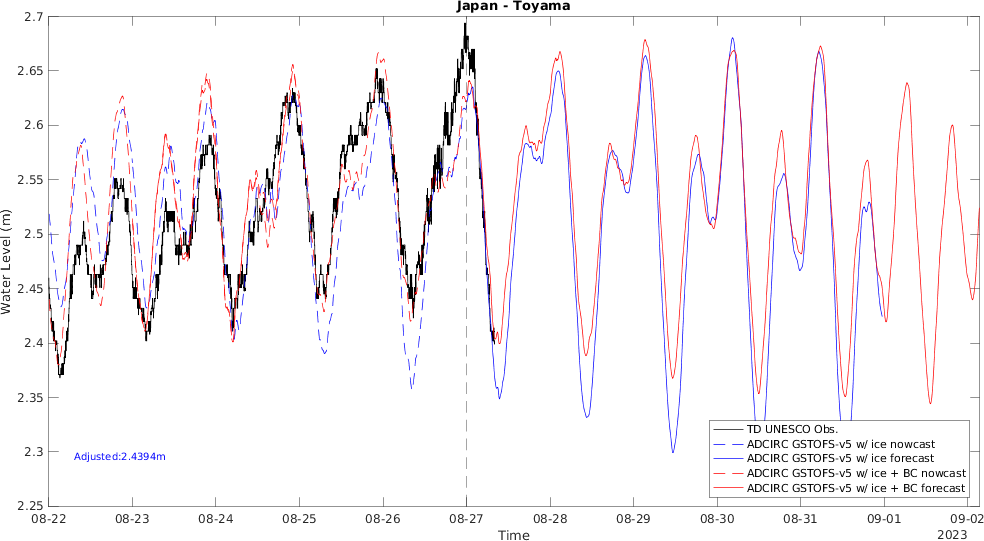 Japan - Toyama
2.7
2.65
2.6
2.55
2.5
2.45
2.4
2.35
2.3
2.25
Water Level (m)
Adjusted:2.4394m
TD UNESCO Obs.
ADCIRC GSTOFS-v5 w/ ice nowcast
ADCIRC GSTOFS-v5 w/ ice forecast
ADCIRC GSTOFS-v5 w/ ice + BC nowcast
ADCIRC GSTOFS-v5 w/ ice + BC forecast
08-22 08-23 08-24 08-25 08-26 08-27 08-28 08-29 08-30 08-31 09-01 09-02
Time
2023